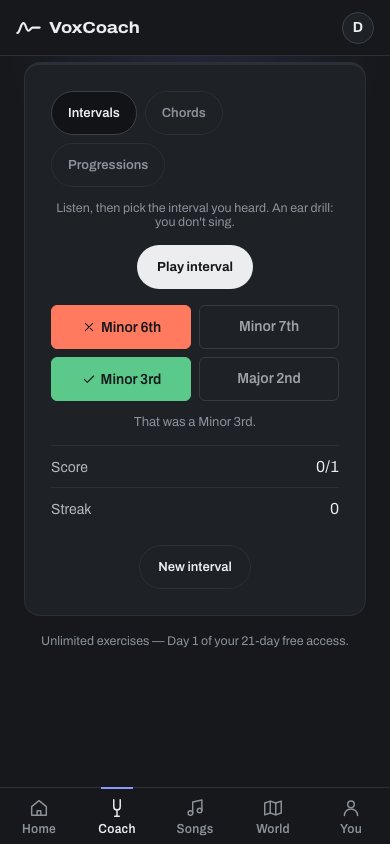 VoxCoach
D
Intervals
Chords
Progressions
Listen, then pick the interval you heard. An ear drill:
you don't sing.
Play interval
Minor 6th
Minor 7th
Minor 3rd
Major 2nd
That was a Minor 3rd.
Score 0/1
Streak 0
New interval
Unlimited exercises — Day 1 of your 21-day free access.
Home Coach Songs World You